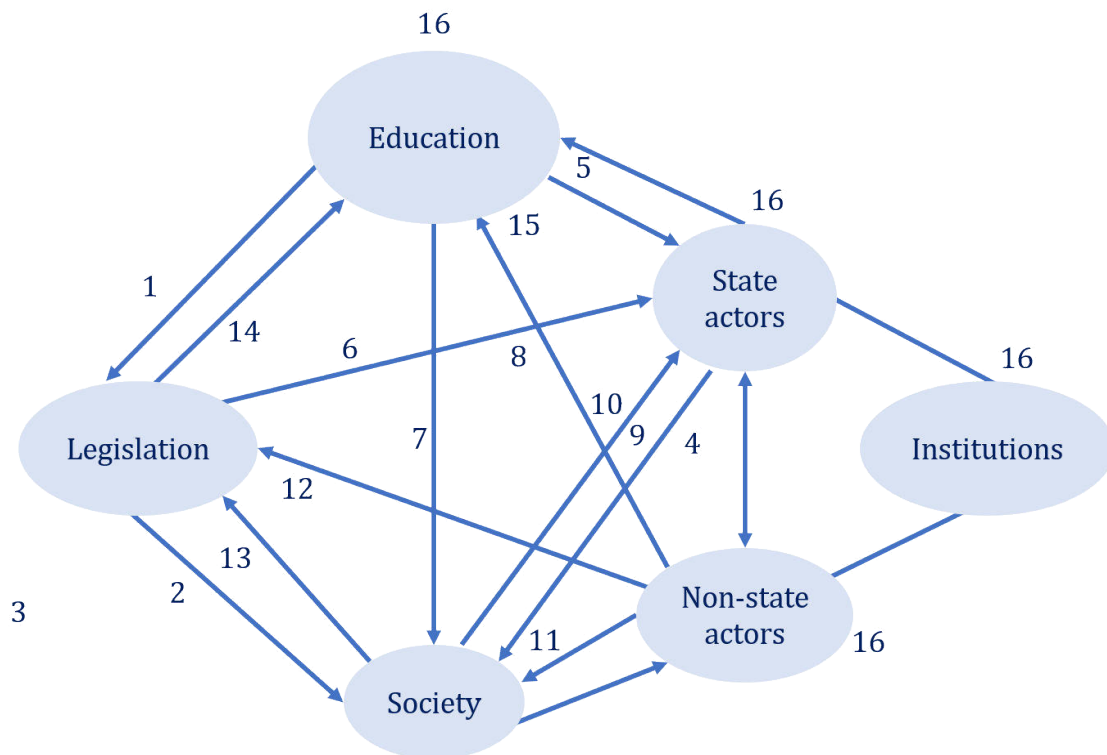 16
Education
5
16
15
State
actors
1
14
6
8
16
10
7
9
4
Legislation
Institutions
12
13
2
3
Non-state
actors
11
16
Society